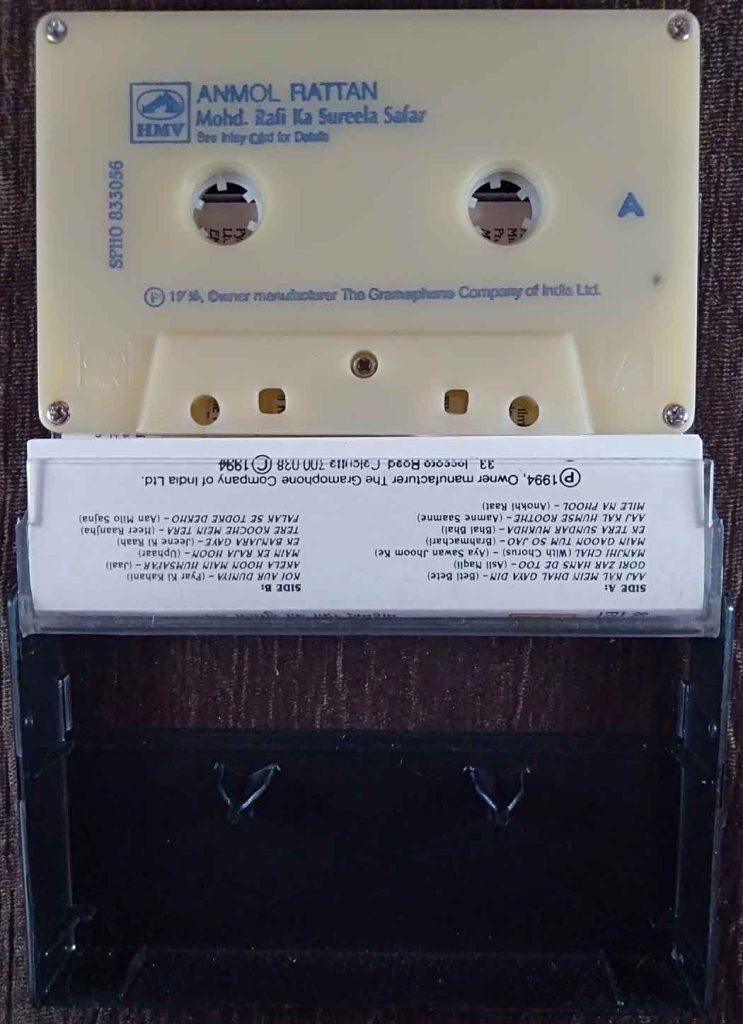 HMV
ANMOL RATTAN
Mohd. Rafi Ka Sureela Safar
See Inlay Card for Details
SPHO 833056
A
Ⓟ Owner manufacturer The Gramophone Company of India Ltd.
SIDE A:
AAJ KAL MEIN DHAL GAYA DIN – (Beti Bete)
GORI ZAR HANS DE TOO – (Asli Naqli)
MANJHI CHAL (With Chorus) – (Aya Sawan Jhoom Ke
MAIN GAOON TUM SO JAO – (Brahmachari)
EK TERA SUNDAR MUKHDA – (Bhai Bhai)
AAJ KAL HUMSE ROOTHE – (Aamne Saamne
MILE NA PHOOL – (Anokhi Raat)
SIDE B:
KOI AUR DUNIYA – (Pyar Ki Kahani)
AKELA HOON MAIN HUMSAFAR – (Jaal)
MAIN EK RAJA HOON – (Uphaar)
EK BANJARA GAYE – (Jeene Ki Raah)
TERE KOOCHE MEIN TERA – (Heer Raanjha)
FALAK SE TODKE DEKHO – (Aan Milo Sajna)
Ⓟ1994, Owner manufacturer The Gramophone Company of India Ltd.
33, Jessore Road, Calcutta 700 028 Ⓒ 1994